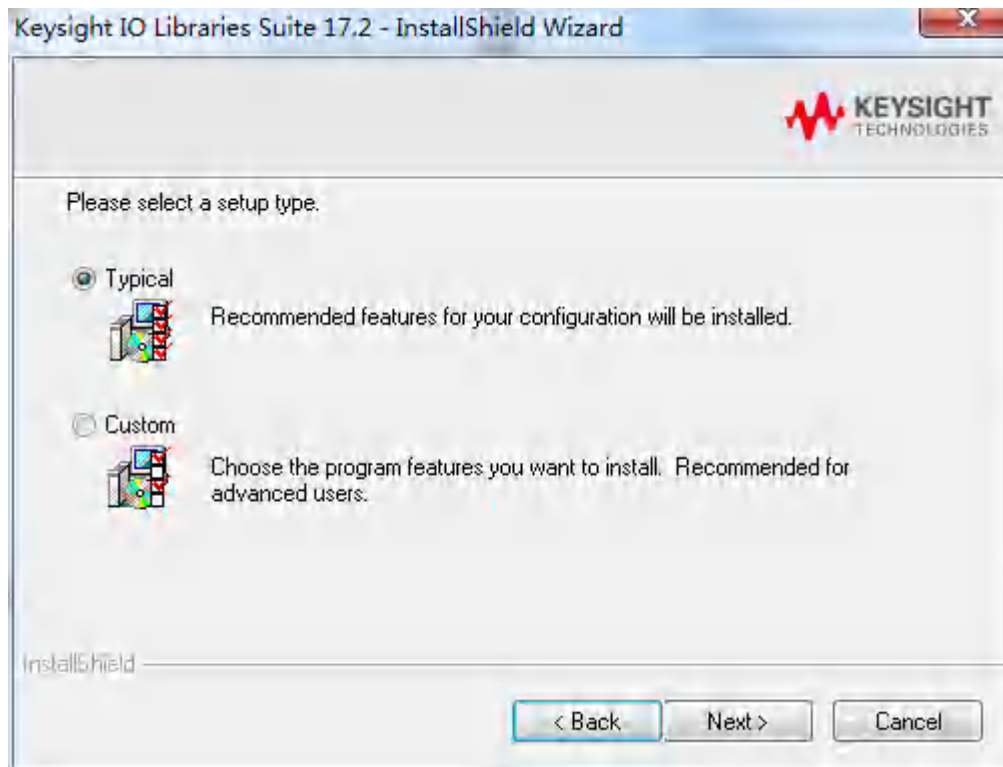 Keysight IO Libraries Suite 17.2 - InstallShield Wizard
KEYSIGHT
TECHNOLOGIES
Please select a setup type.
Typical
Recommended features for your configuration will be installed.
Custom
Choose the program features you want to install. Recommended for
advanced users.
InstallShield
< Back
Next >
Cancel